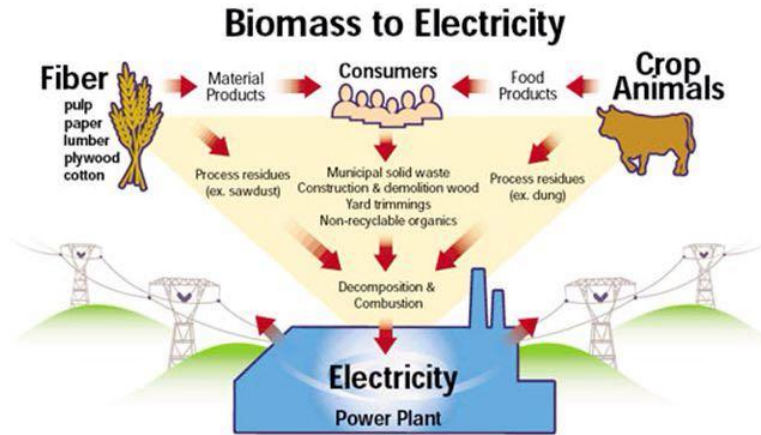 Biomass to Electricity
Fiber
pulp
paper
lumber
plywood
cotton
Material
Products
Consumers
Food
Products
Crop
Animals
Process residues
(ex. sawdust)
Municipal solid waste
Construction & demolition wood
Yard trimmings
Non-recyclable organics
Process residues
(ex. dung)
Decomposition &
Combustion
Electricity
Power Plant